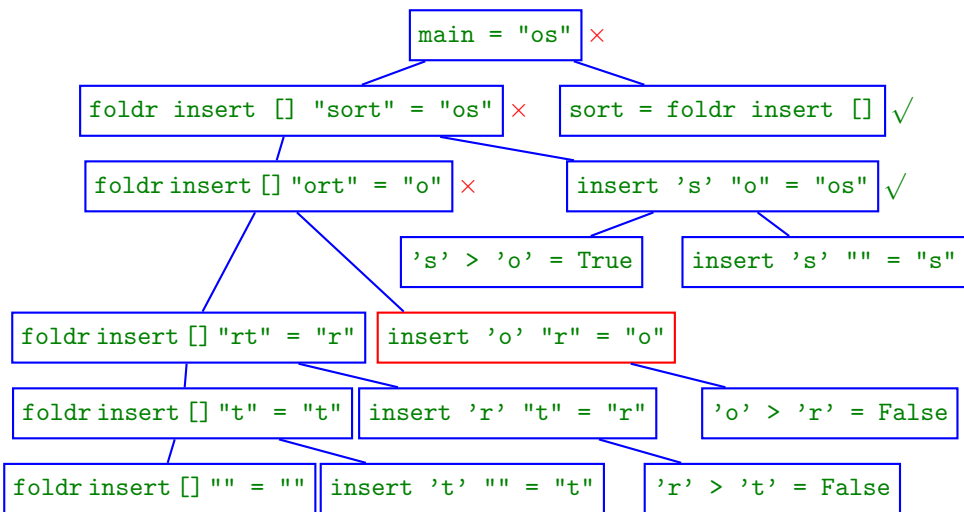 main = "os" ×
foldr insert [] "sort" = "os" × sort = foldr insert [] √
foldr insert [] "ort" = "o" × insert 's' "o" = "os" √
's' > 'o' = True insert 's' "" = "s"
foldr insert [] "rt" = "r" insert 'o' "r" = "o"
foldr insert [] "t" = "t" insert 'r' "t" = "r" 'o' > 'r' = False
foldr insert [] "" = "" insert 't' "" = "t" 'r' > 't' = False